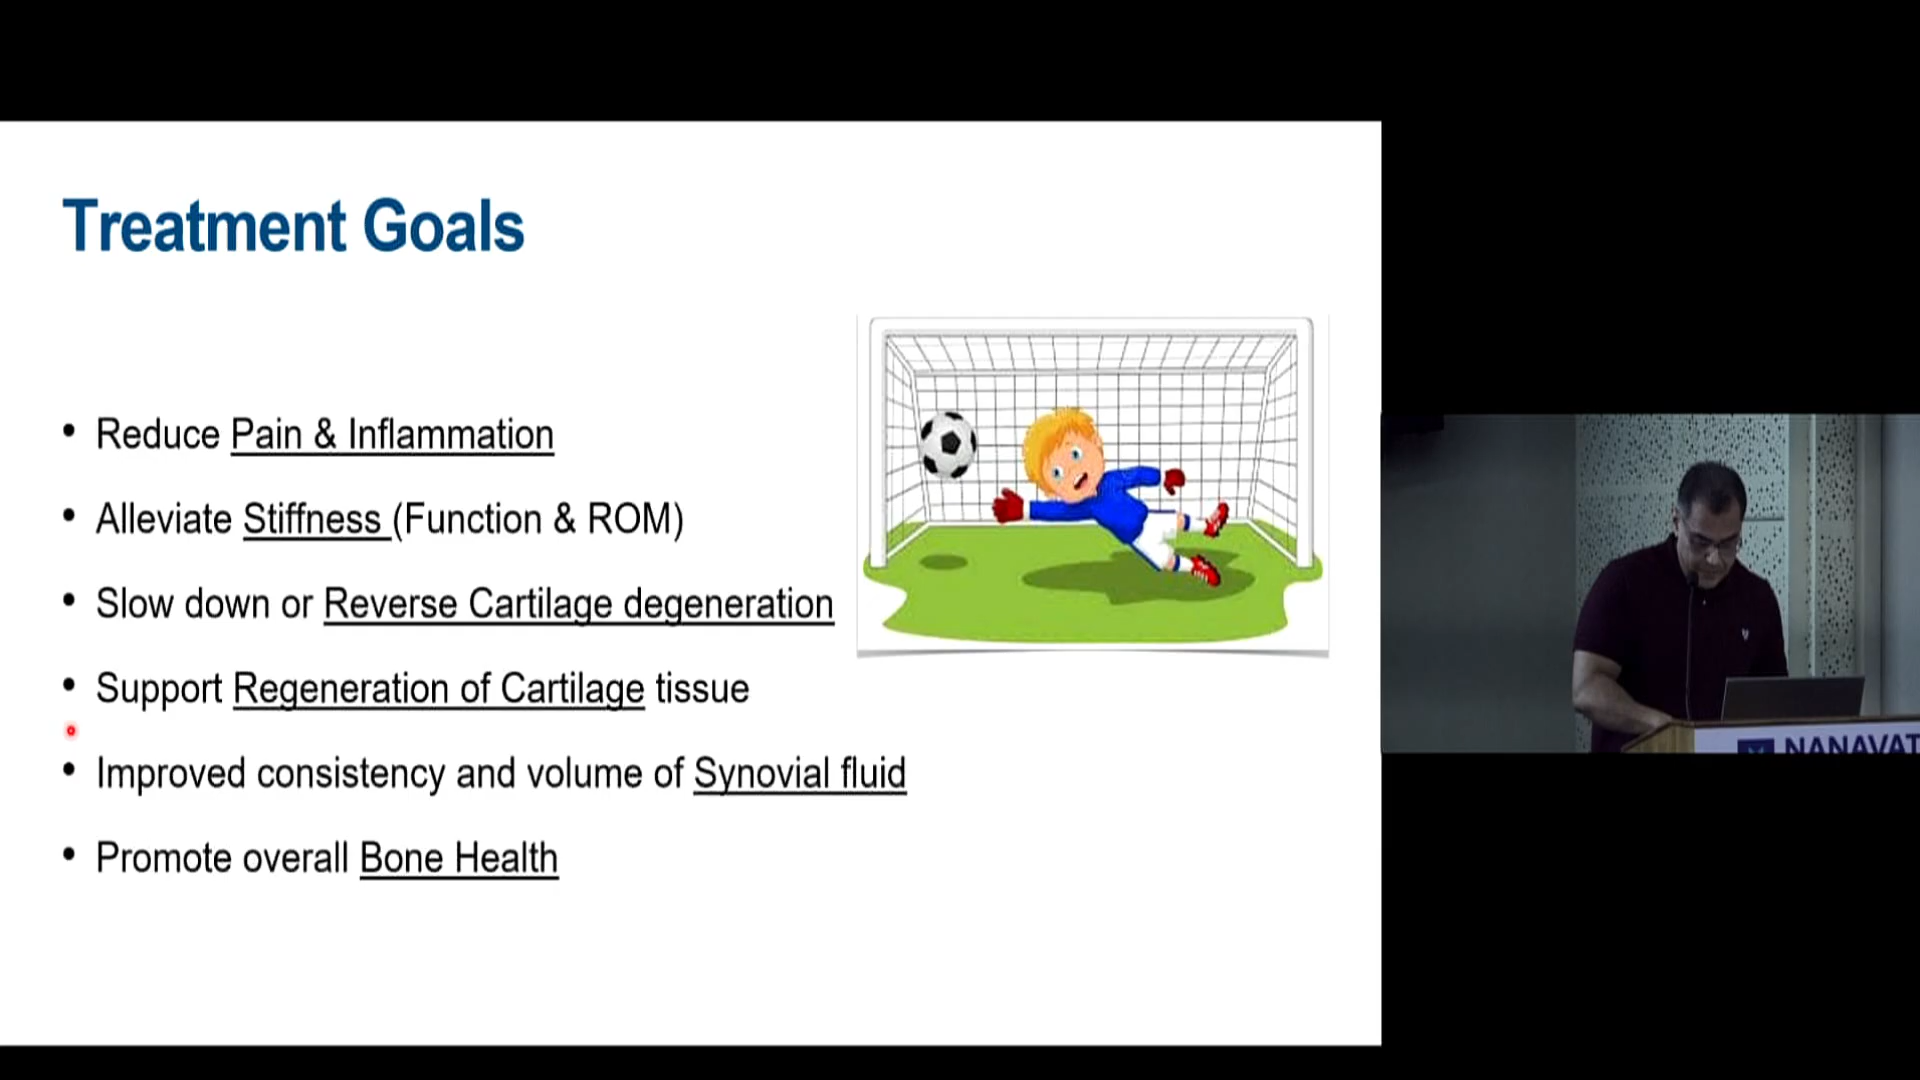 Treatment Goals
• Reduce Pain & Inflammation
• Alleviate Stiffness (Function & ROM)
• Slow down or Reverse Cartilage degeneration
• Support Regeneration of Cartilage tissue
• Improved consistency and volume of Synovial fluid
• Promote overall Bone Health
NANAVAT